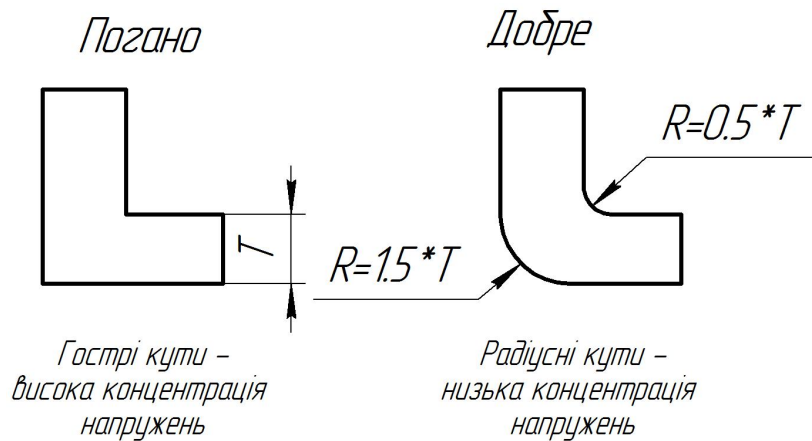 Погано
Добре
R=0.5*T
T
R=1.5*T
Гострі кути –
висока концентрація
напружень
Радіусні кути –
низька концентрація
напружень